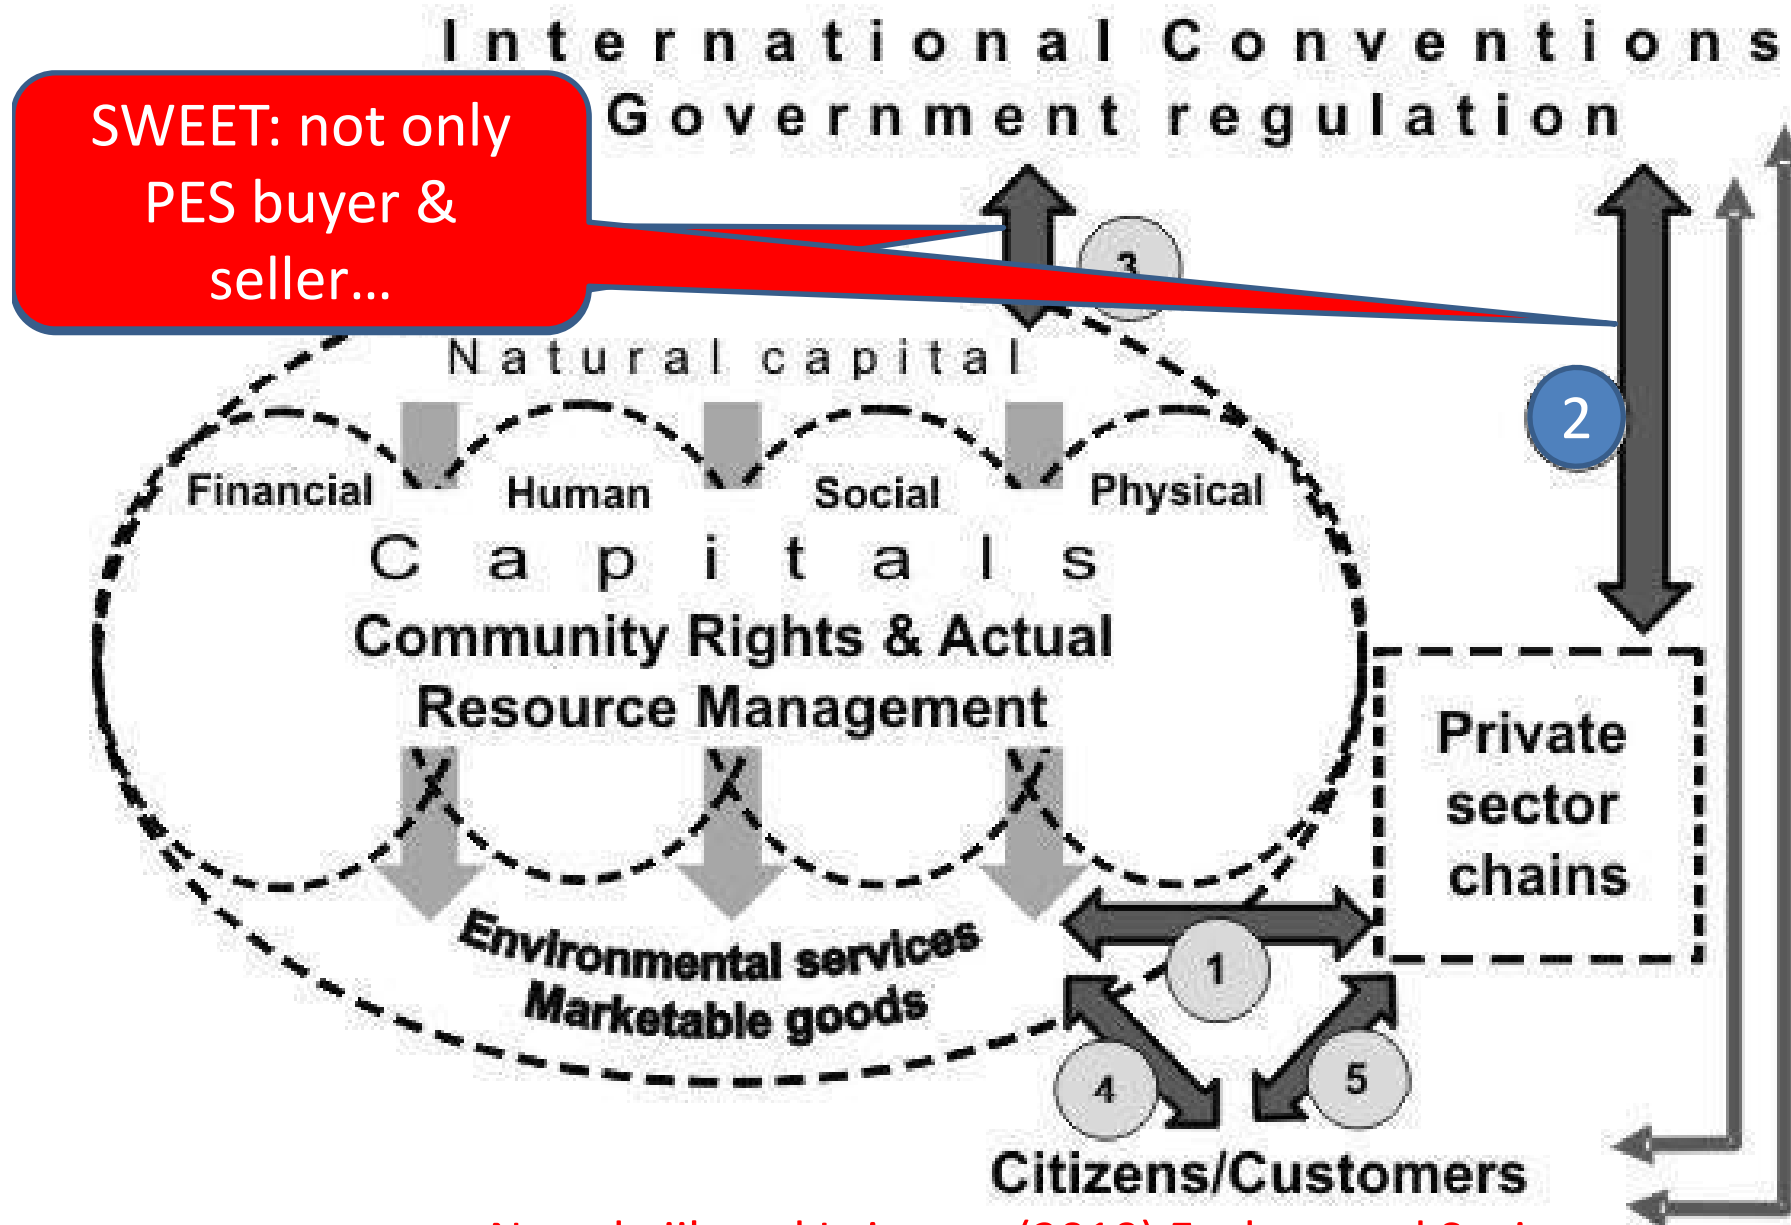 International Conventions
Government regulation
SWEET: not only
PES buyer &
seller...
3
Natural capital
2
Financial Human Social Physical
Capitals
Community Rights & Actual
Resource Management
Private
sector
chains
Environmental services
Marketable goods
1
4
5
Citizens/Customers
(2010)